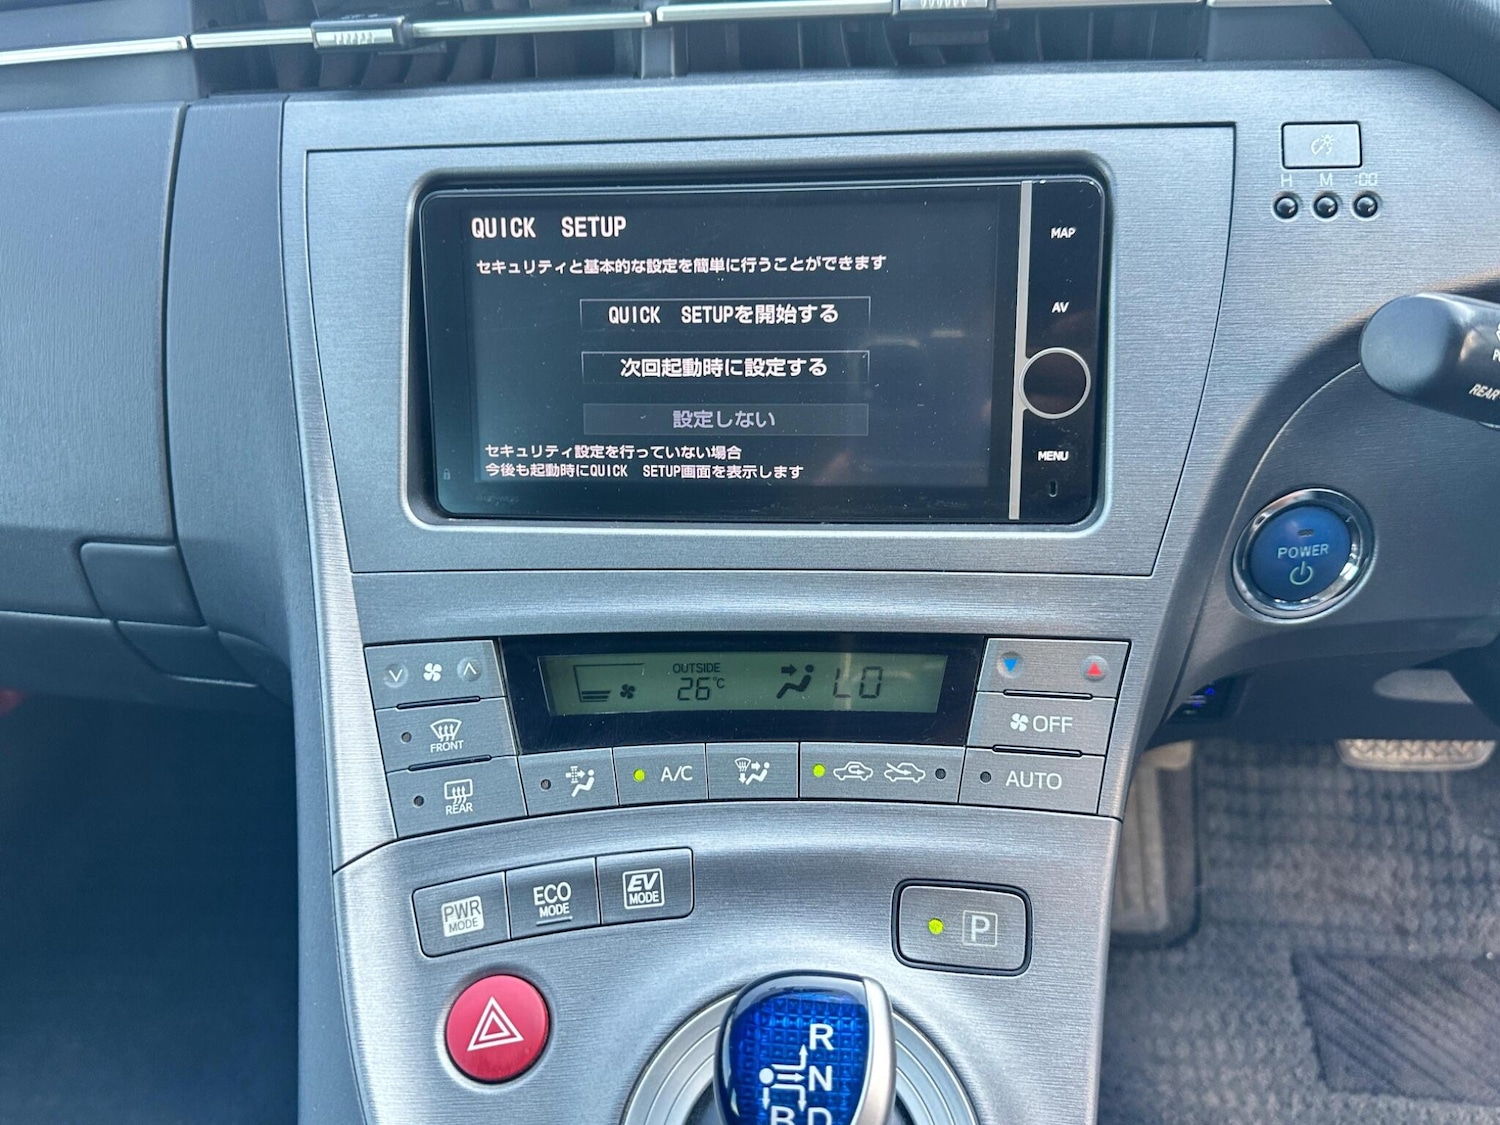 QUICK SETUP
セキュリティと基本的な設定を簡単に行うことができます
QUICK SETUPを開始する
次回起動時に設定する
設定しない
セキュリティ設定を行っていない場合
今後も起動時にQUICK SETUP画面を表示します
MAP
AV
MENU
H M :00
REAR
POWER
OUTSIDE
26°C
LO
FRONT
REAR
A/C
OFF
AUTO
PWR
MODE
ECO
MODE
EV
MODE
P
R
N
B D